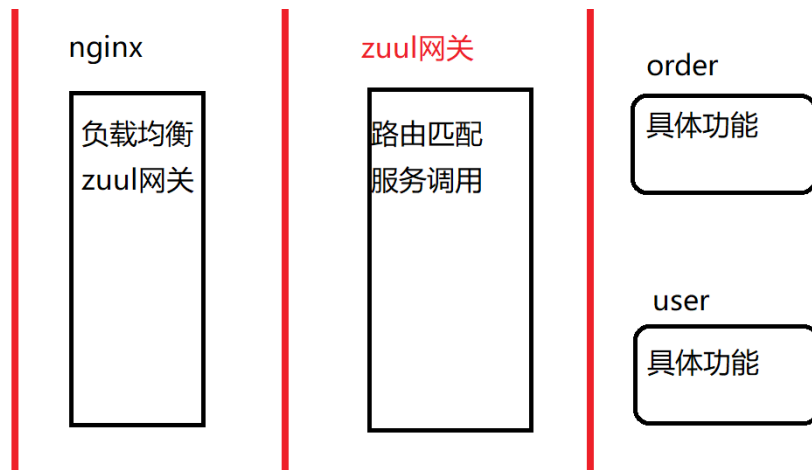 nginx
负载均衡
zuul网关
zuul网关
路由匹配
服务调用
order
具体功能
user
具体功能